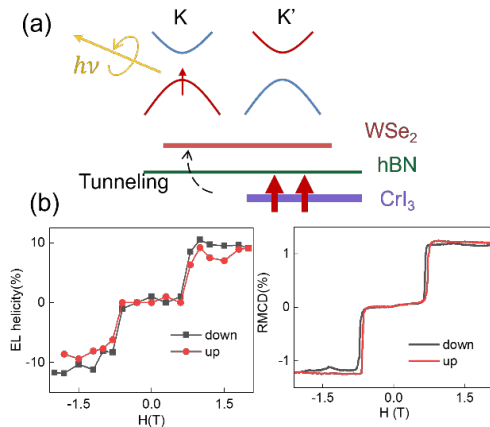 (a)
K K'
hν
WSe₂
hBN
Tunneling
CrI₃
(b)
EL helicity(%)
10
0
-10
-1.5 0.0 1.5
H(T)
down
up
RMCD(%)
1
0
-1
-1.5 0.0 1.5
H (T)
down
up